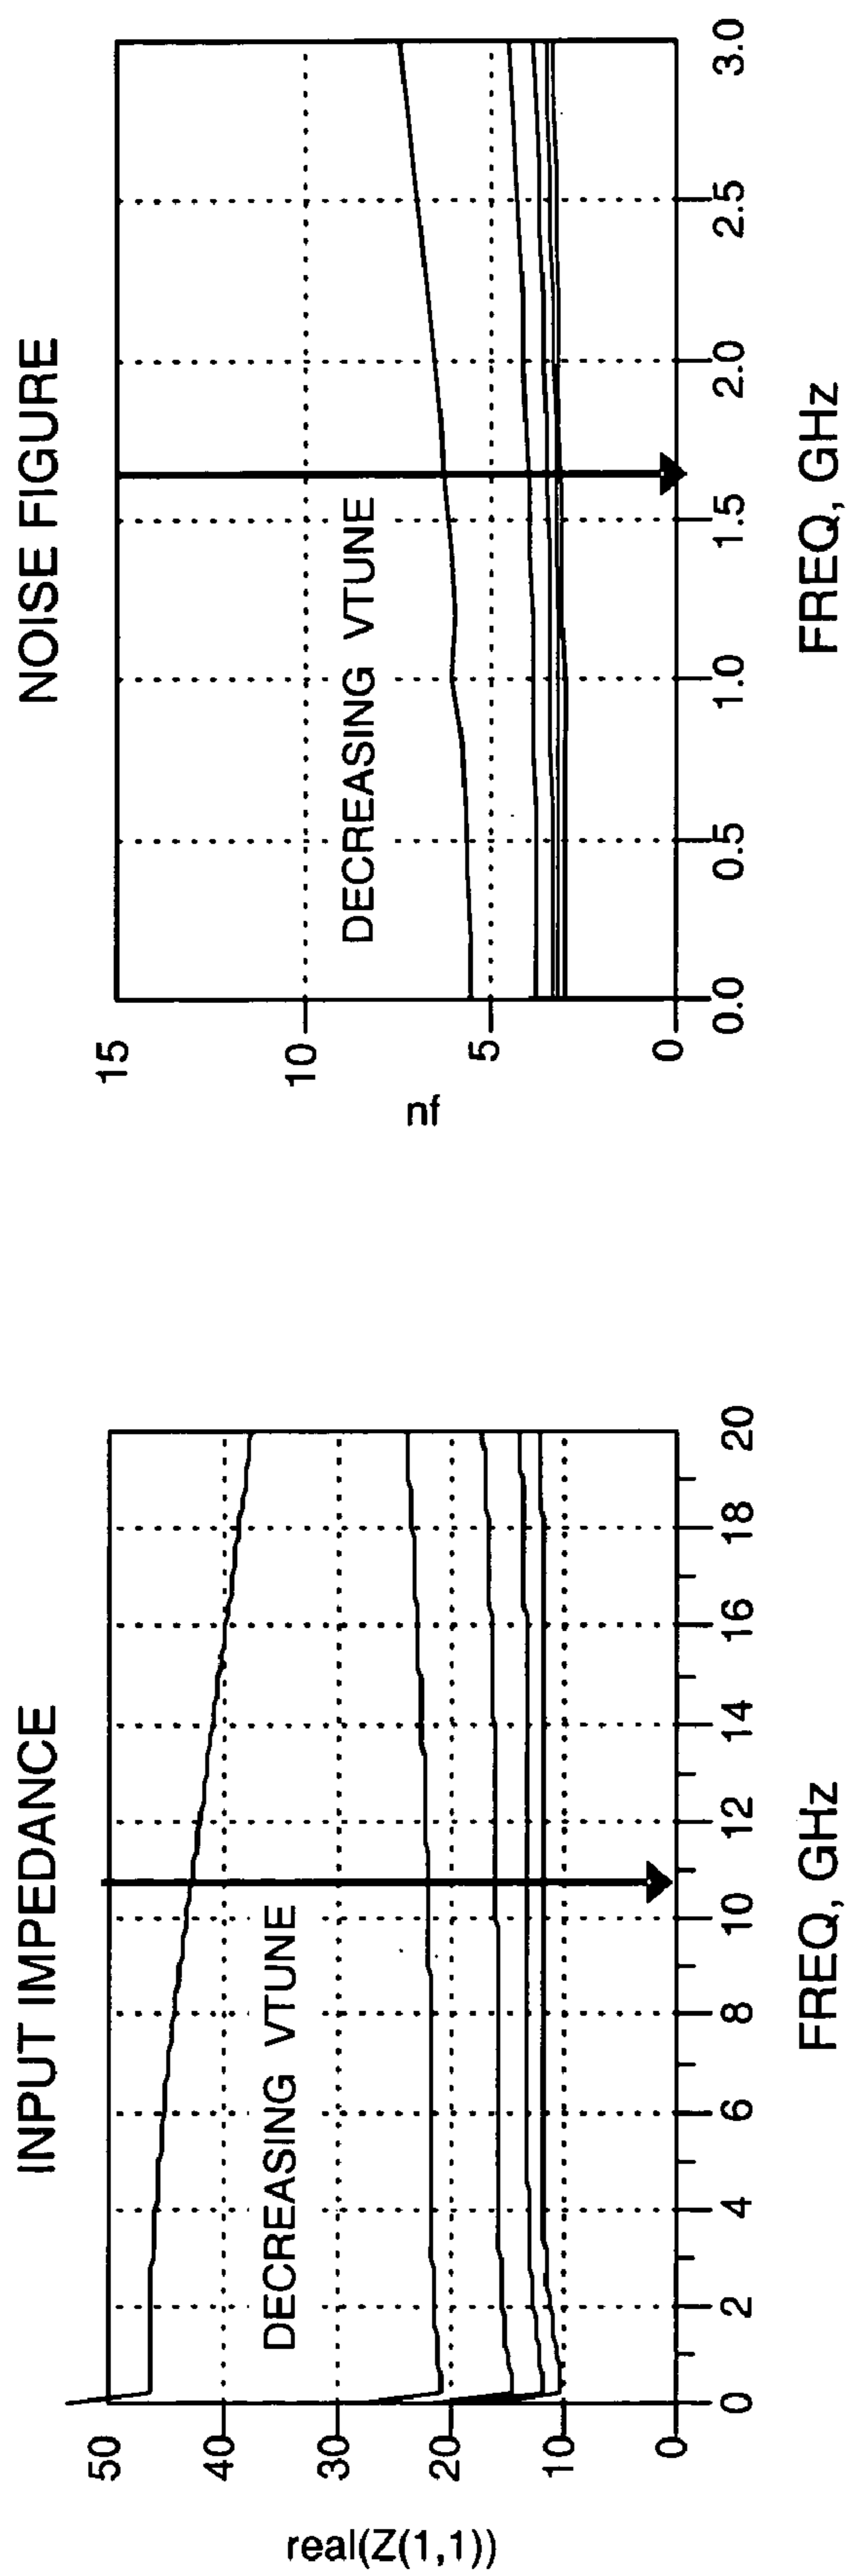 INPUT IMPEDANCE
50
40
30
20
10
0
real(Z(1,1))
DECREASING VTUNE
0 2 4 6 8 10 12 14 16 18 20
FREQ, GHz
NOISE FIGURE
15
10
5
0
nf
DECREASING VTUNE
0.0 0.5 1.0 1.5 2.0 2.5 3.0
FREQ, GHz